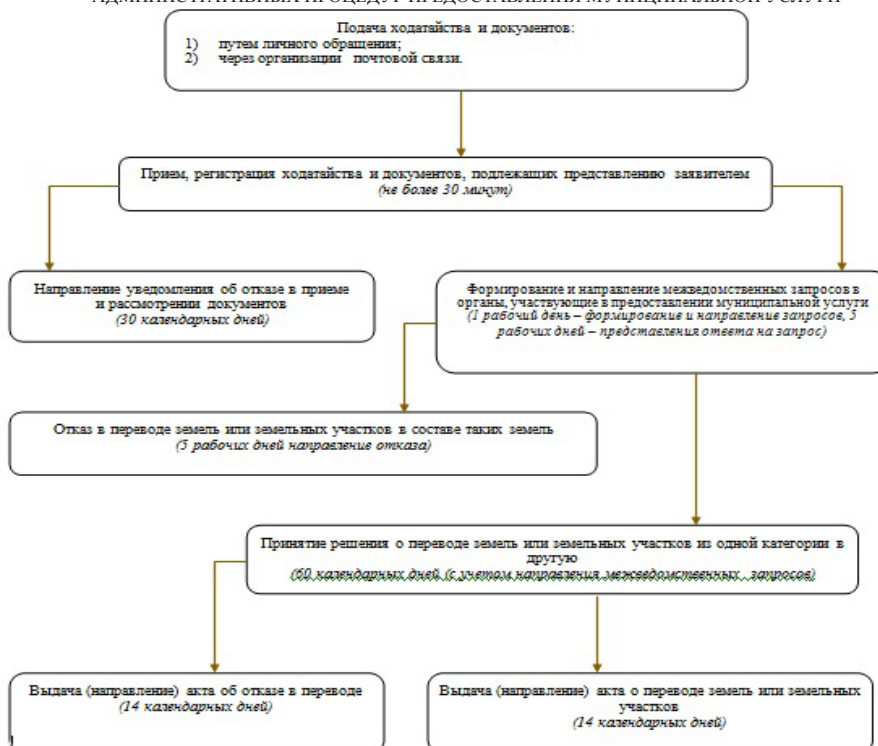 АДМИНИСТРАТИВНЫХ ПРОЦЕДУР ПРЕДОСТАВЛЕНИЯ МУНИЦИПАЛЬНОЙ УСЛУГИ
Подача ходатайства и документов:
1) путем личного обращения;
2) через организации почтовой связи.
Прием, регистрация ходатайства и документов, подлежащих представлению заявителем
(не более 30 минут)
Направление уведомления об отказе в приеме
и рассмотрении документов
(30 календарных дней)
Формирование и направление межведомственных запросов в
органы, участвующие в предоставлении муниципальной услуги
(1 рабочий день – формирование и направление запросов, 5
рабочих дней – представления ответа на запрос)
Отказ в переводе земель или земельных участков в составе таких земель
(5 рабочих дней направление отказа)
Принятие решения о переводе земель или земельных участков из одной категории в
другую
(60 календарных дней (с учетом направления межведомственных запросов)
Выдача (направление) акта об отказе в переводе
(14 календарных дней)
Выдача (направление) акта о переводе земель или земельных
участков
(14 календарных дней)